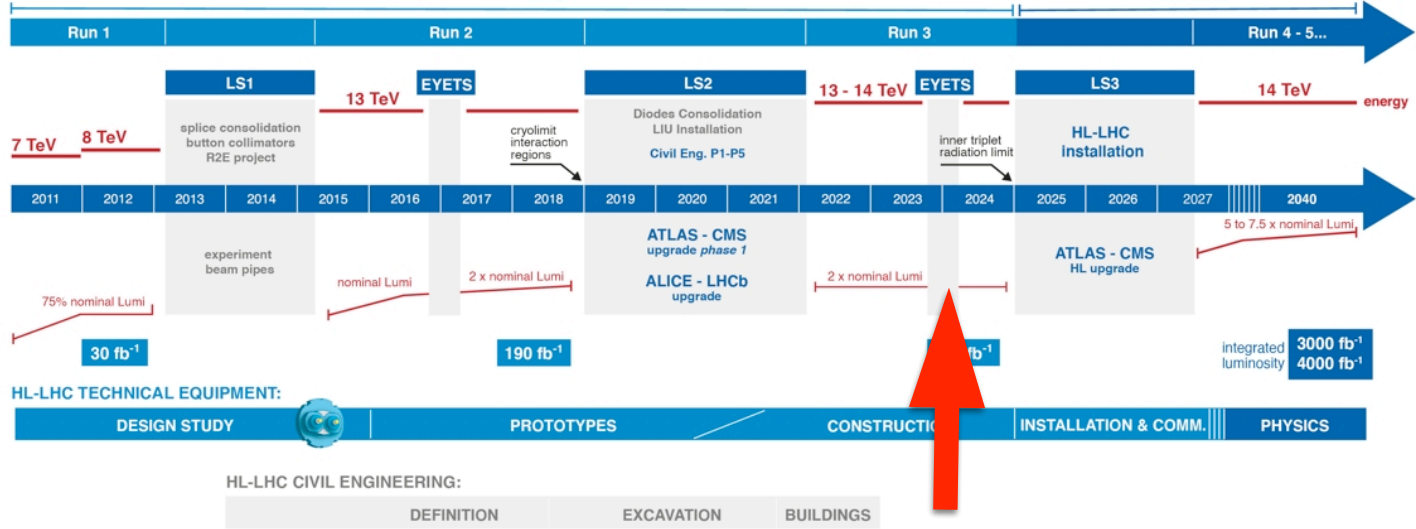 Run 1
Run 2
Run 3
Run 4 - 5...
LS1
EYETS
LS2
EYETS
LS3
13 TeV
13 - 14 TeV
14 TeV
energy
7 TeV
8 TeV
splice consolidation
button collimators
R2E project
cryolimit
interaction
regions
Diodes Consolidation
LIU Installation
Civil Eng. P1-P5
inner triplet
radiation limit
HL-LHC
installation
2011
2012
2013
2014
2015
2016
2017
2018
2019
2020
2021
2022
2023
2024
2025
2026
2027
2040
5 to 7.5 x nominal Lumi
experiment
beam pipes
ATLAS - CMS
upgrade phase 1
ALICE - LHCb
upgrade
ATLAS - CMS
HL upgrade
75% nominal Lumi
nominal Lumi
2 x nominal Lumi
2 x nominal Lumi
30 fb⁻¹
190 fb⁻¹
fb⁻¹
integrated
luminosity
3000 fb⁻¹
4000 fb⁻¹
HL-LHC TECHNICAL EQUIPMENT:
DESIGN STUDY
PROTOTYPES
INSTALLATION & COMM.
PHYSICS
HL-LHC CIVIL ENGINEERING:
DEFINITION
EXCAVATION
BUILDINGS